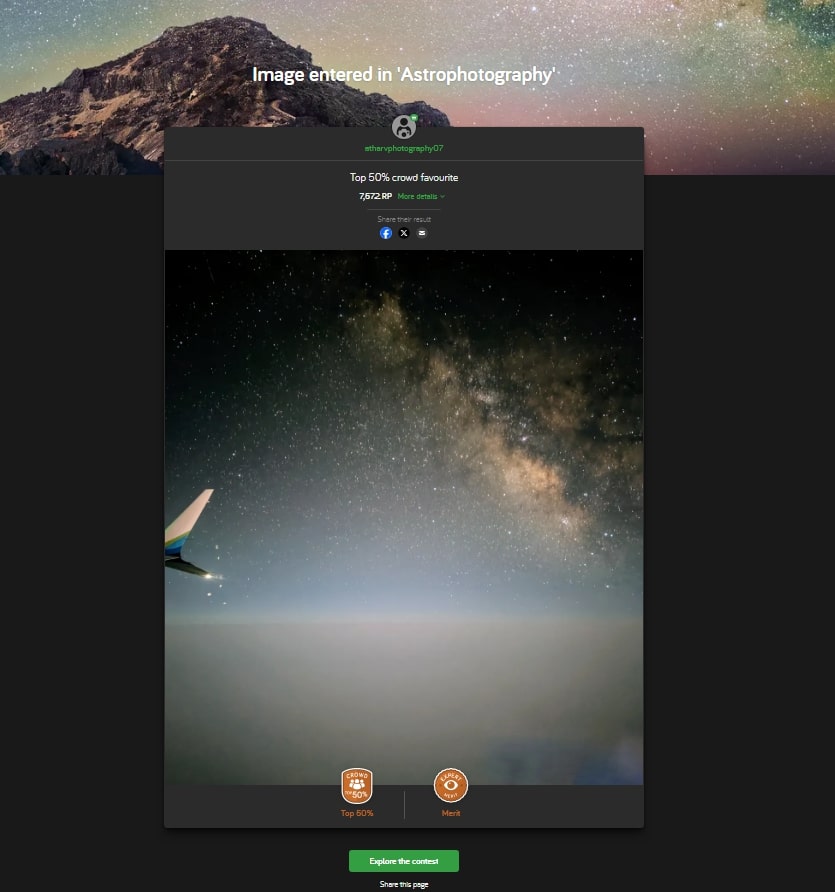 Image entered in 'Astrophotography'
atharvphotography07
Top 50% crowd favourite
7,572 RP More details
Share their result
CROWD
TOP 50%
EXPERT
MERIT
Top 50%
Merit
Explore the contest
Share this page